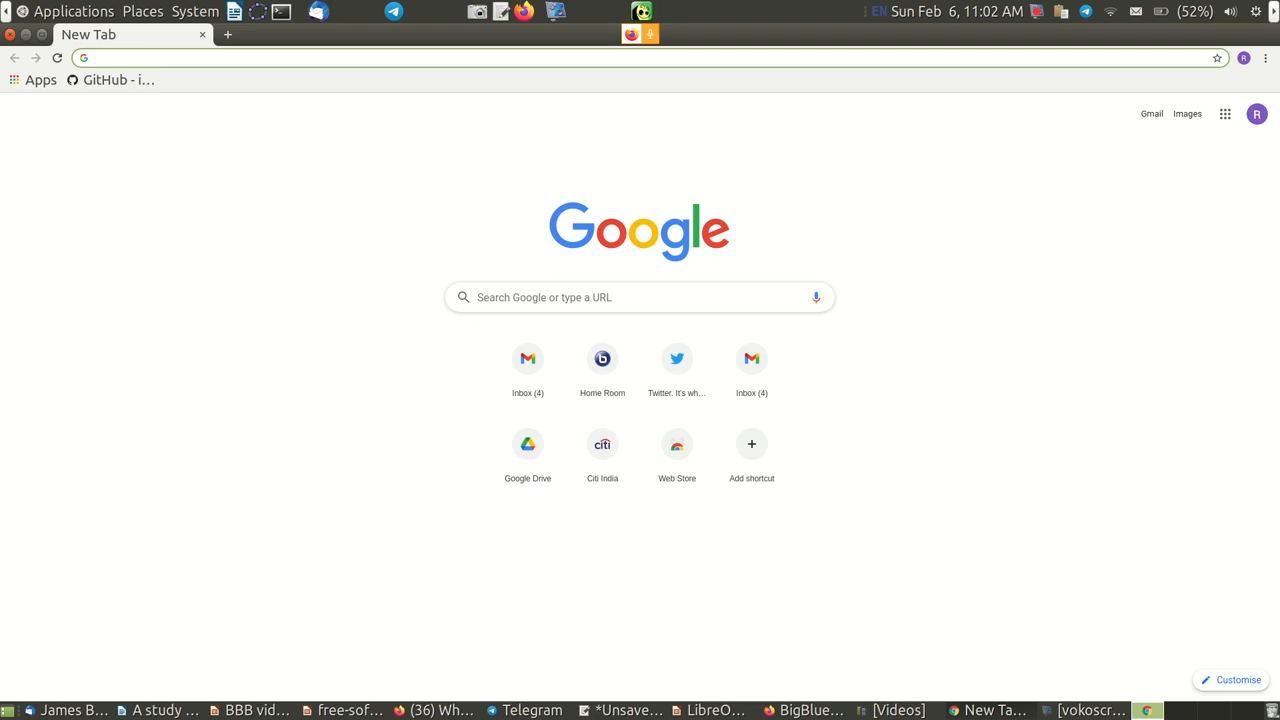 Applications Places System
EN Sun Feb 6, 11:02 AM (52%)
New Tab
Apps GitHub - i...
Gmail Images R
R
Google
Search Google or type a URL
Inbox (4) Home Room Twitter. It's wh... Inbox (4)
citi
Google Drive Citi India Web Store Add shortcut
Customise
James B... A study ... BBB vid... free-sof... (36) Wh... Telegram *Unsave... LibreO... BigBlue... [Videos] New Ta... [vokoscr...